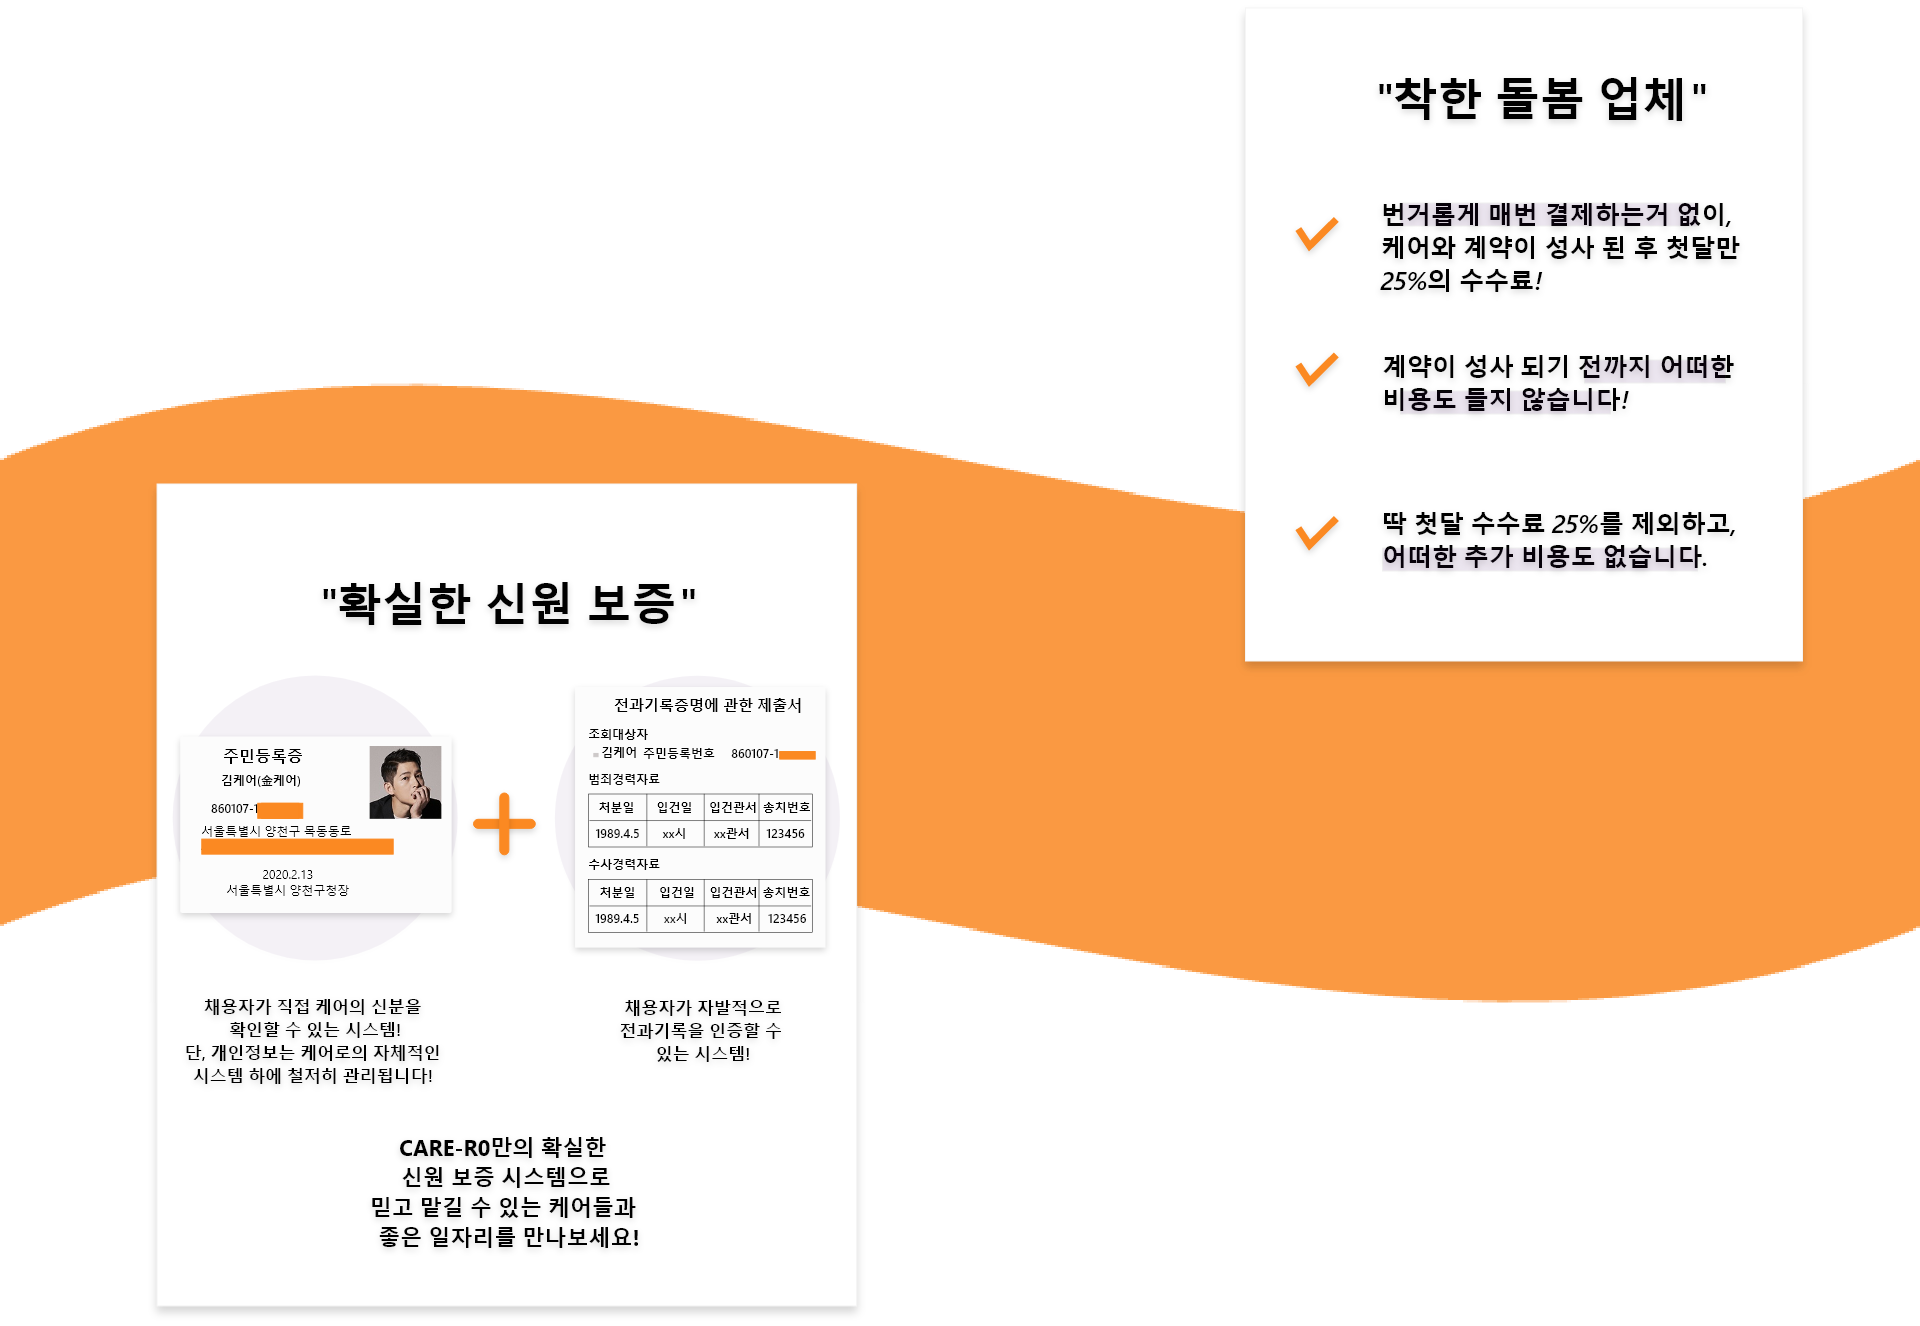 "착한 돌봄 업체"
번거롭게 매번 결제하는거 없이,
케어와 계약이 성사 된 후 첫달만
25%의 수수료!
계약이 성사 되기 전까지 어떠한
비용도 들지 않습니다!
딱 첫달 수수료 25%를 제외하고,
어떠한 추가 비용도 없습니다.
"확실한 신원 보증"
주민등록증
김케어(金케어)
860107-1
서울특별시 양천구 목동동로
2020.2.13
서울특별시 양천구청장
전과기록증명에 관한 제출서
조회대상자
김케어 주민등록번호 860107-1
범죄경력자료
처분일 입건일 입건관서 송치번호
1989.4.5 xx시 xx관서 123456
수사경력자료
처분일 입건일 입건관서 송치번호
1989.4.5 xx시 xx관서 123456
채용자가 직접 케어의 신분을
확인할 수 있는 시스템!
단, 개인정보는 케어로의 자체적인
시스템 하에 철저히 관리됩니다!
채용자가 자발적으로
전과기록을 인증할 수
있는 시스템!
CARE-R0만의 확실한
신원 보증 시스템으로
믿고 맡길 수 있는 케어들과
좋은 일자리를 만나보세요!